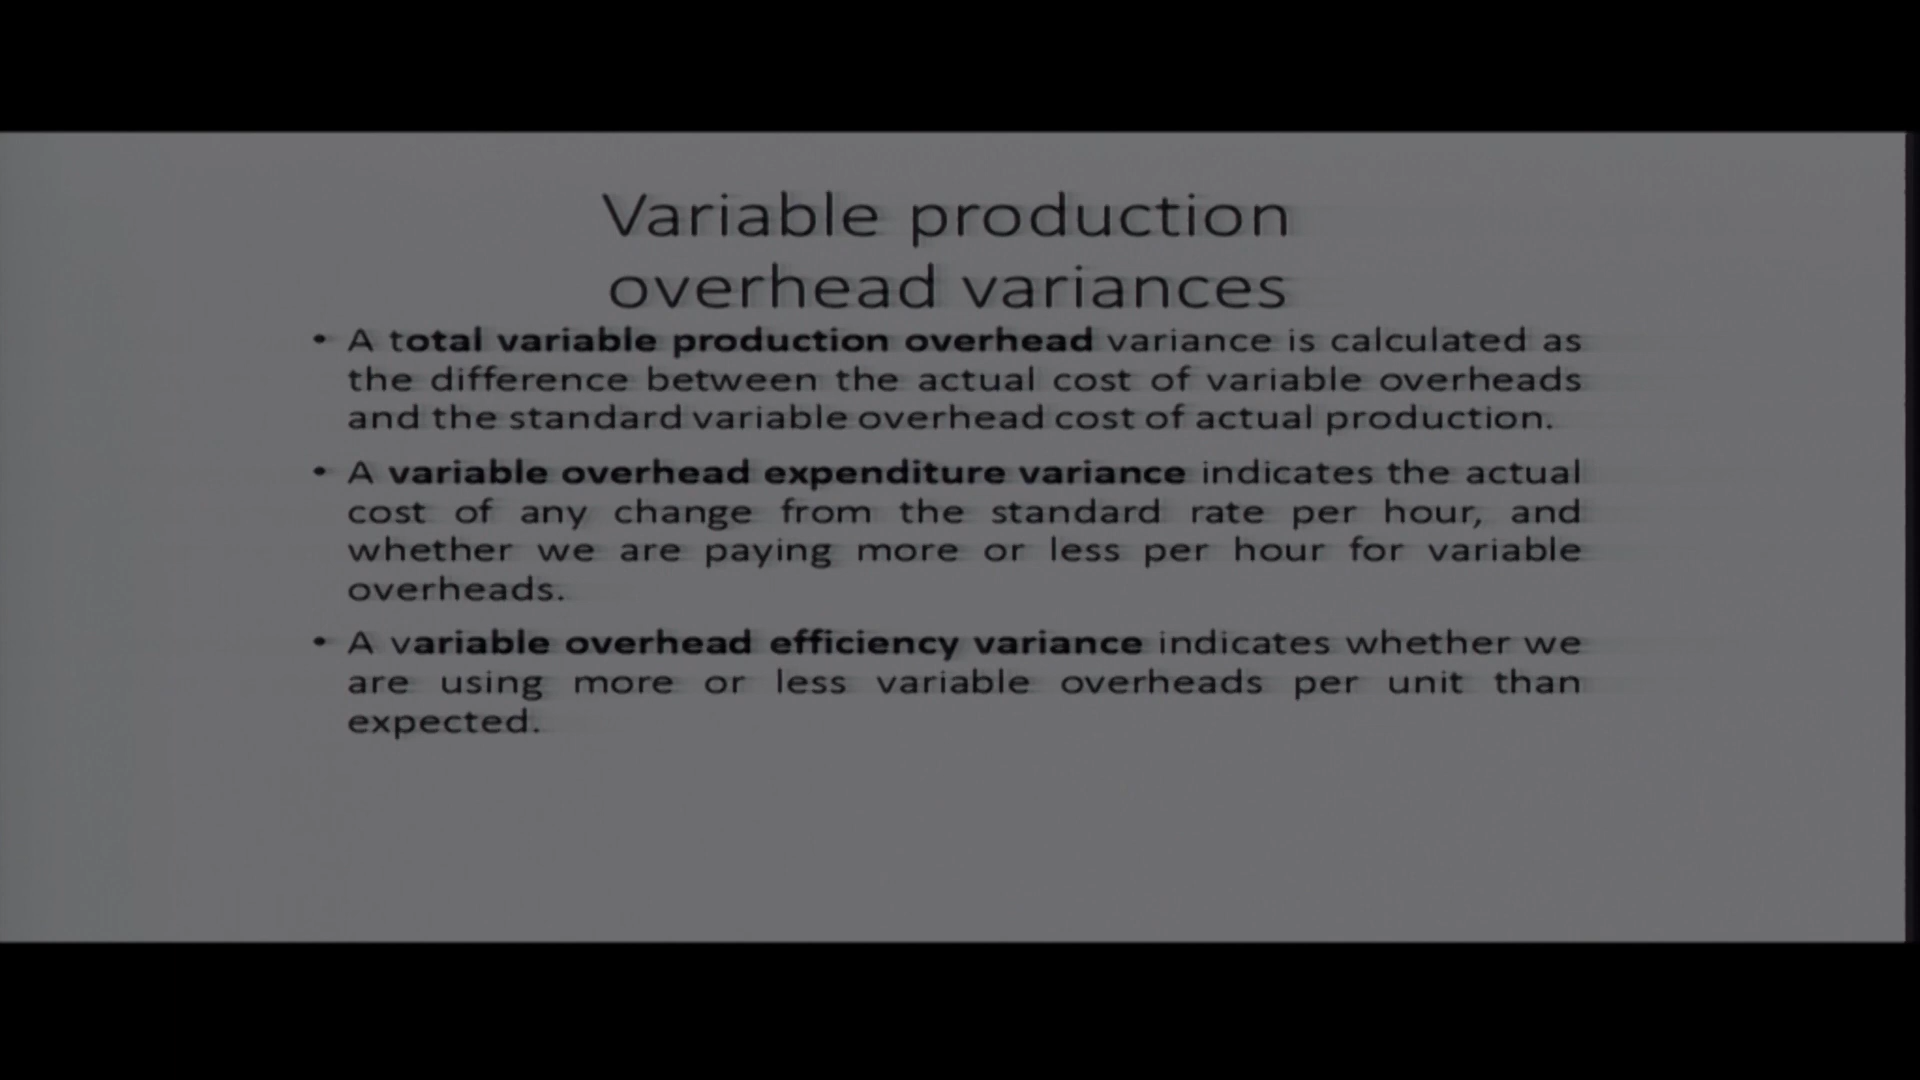 Variable production
overhead variances
• A total variable production overhead variance is calculated as
the difference between the actual cost of variable overheads
and the standard variable overhead cost of actual production.
• A variable overhead expenditure variance indicates the actual
cost of any change from the standard rate per hour, and
whether we are paying more or less per hour for variable
overheads.
• A variable overhead efficiency variance indicates whether we
are using more or less variable overheads per unit than
expected.